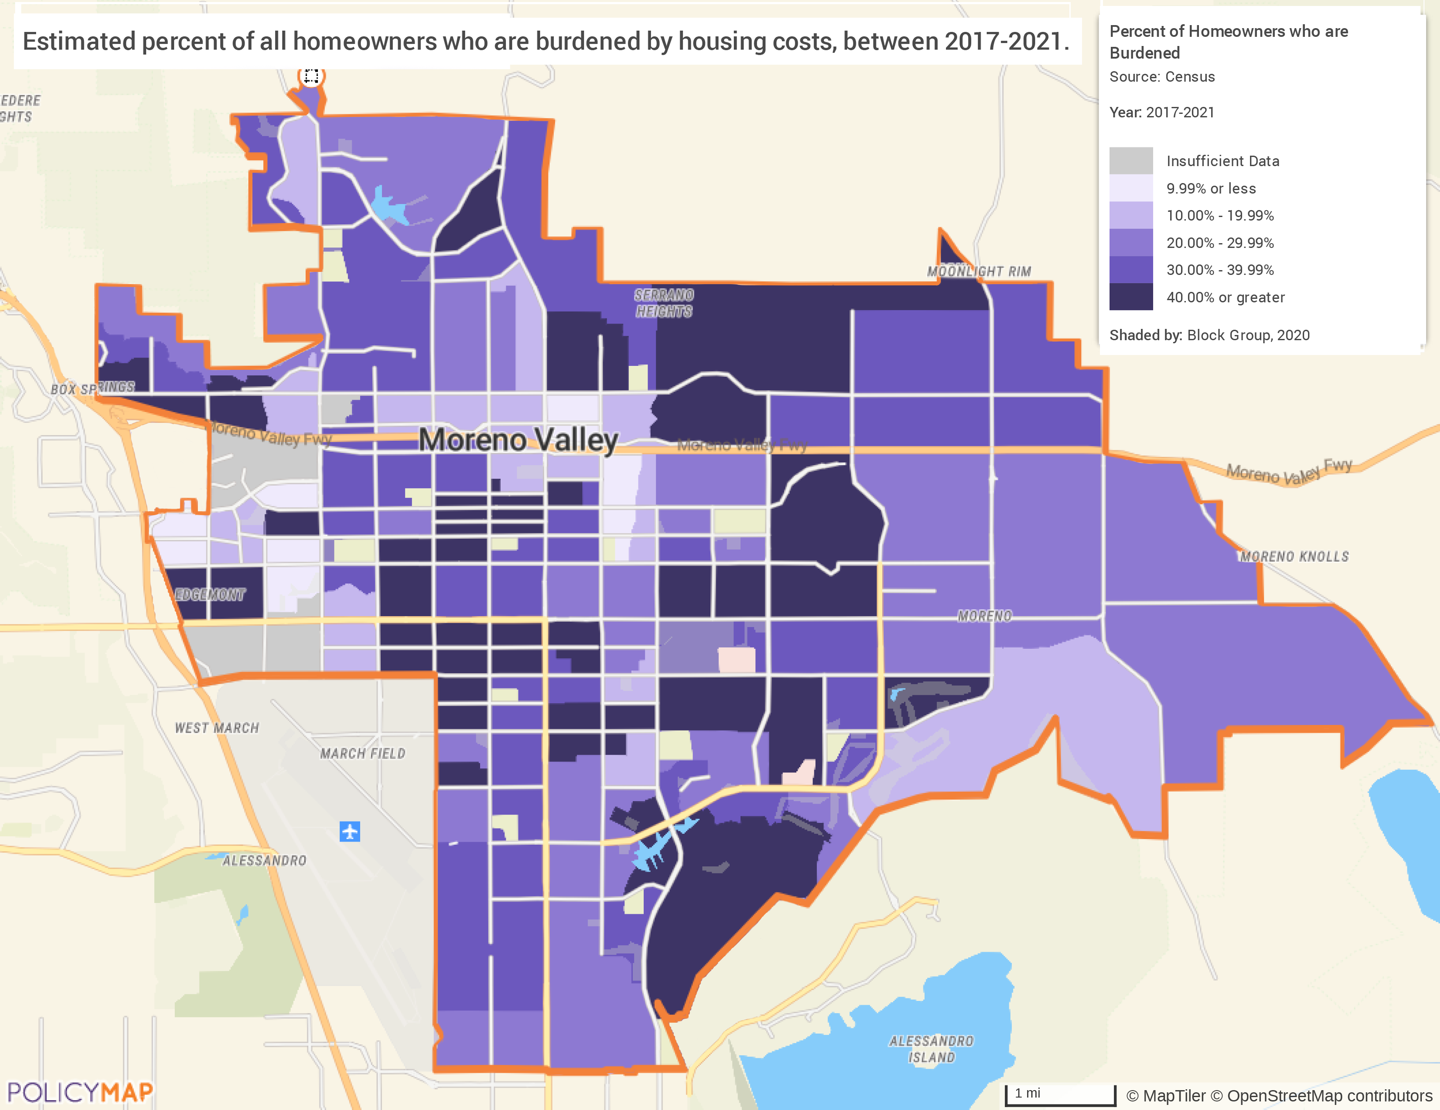 Estimated percent of all homeowners who are burdened by housing costs, between 2017-2021.
Percent of Homeowners who are
Burdened
Source: Census
Year: 2017-2021
Insufficient Data
9.99% or less
10.00% - 19.99%
20.00% - 29.99%
30.00% - 39.99%
40.00% or greater
Shaded by: Block Group, 2020
EDERE
GHTS
MOONLIGHT RIM
SERRANO
HEIGHTS
BOX SPRINGS
Moreno Valley Fwy
Moreno Valley
Moreno Valley Fwy
Moreno Valley Fwy
MORENO KNOLLS
EDGEMONT
MORENO
WEST MARCH
MARCH FIELD
ALESSANDRO
ALESSANDRO
ISLAND
POLICYMAP
1 mi
© MapTiler © OpenStreetMap contributors